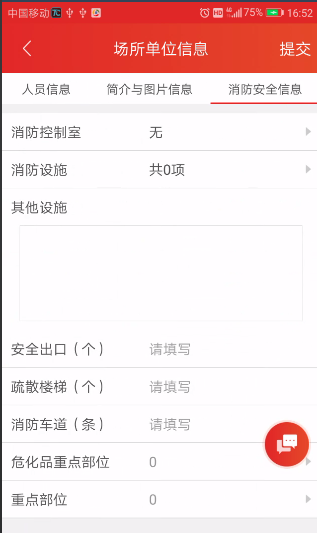 中国移动 75% 16:52
场所单位信息 提交
人员信息 简介与图片信息 消防安全信息
消防控制室 无
消防设施 共0项
其他设施
安全出口（个） 请填写
疏散楼梯（个） 请填写
消防车道（条） 请填写
危化品重点部位 0
重点部位 0